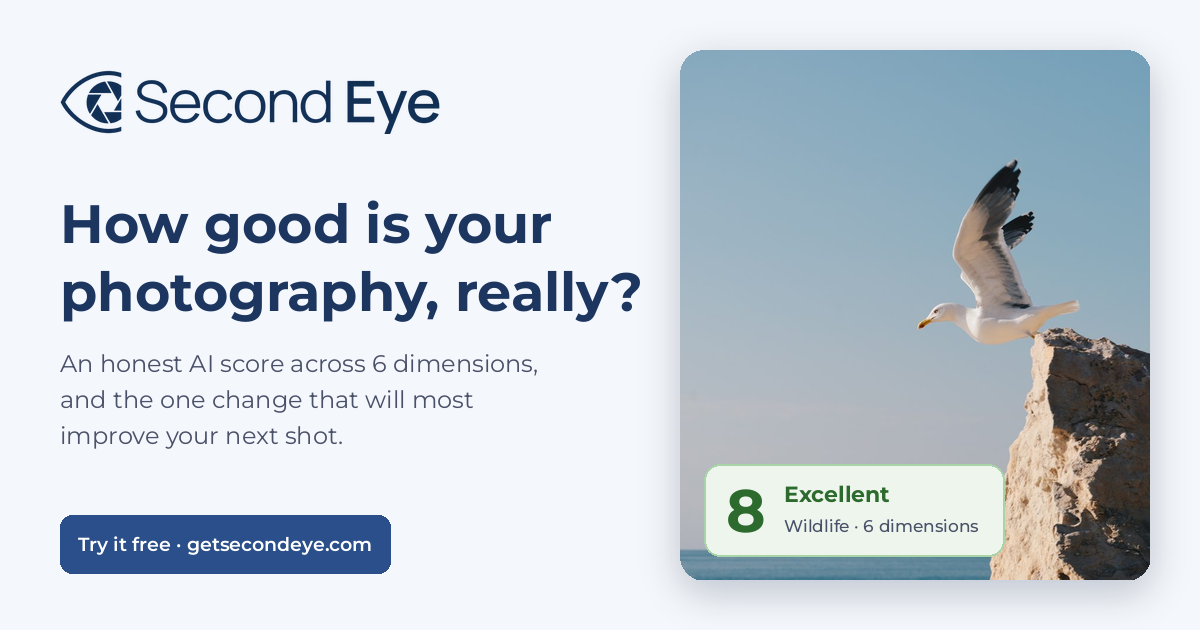 Second Eye
How good is your
photography, really?
An honest AI score across 6 dimensions,
and the one change that will most
improve your next shot.
Try it free · getsecondeye.com
8
Excellent
Wildlife · 6 dimensions